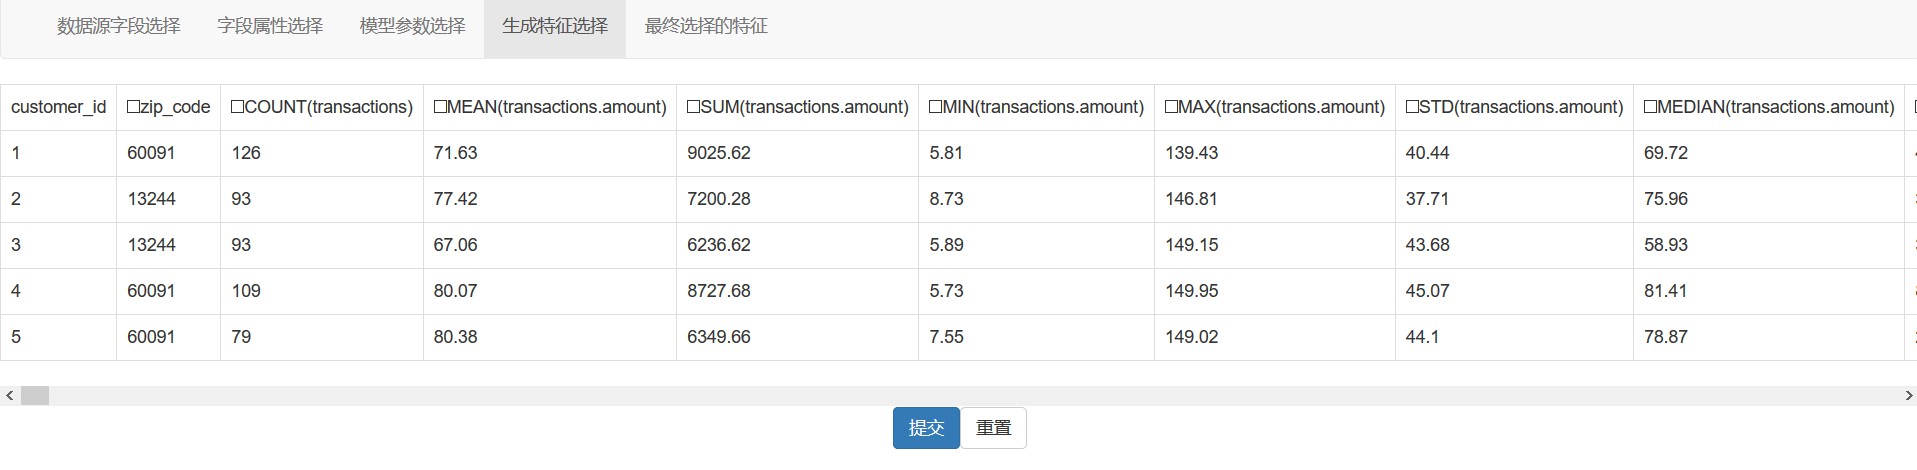 数据源字段选择 字段属性选择 模型参数选择 生成特征选择 最终选择的特征
customer_id zip_code COUNT(transactions) MEAN(transactions.amount) SUM(transactions.amount) MIN(transactions.amount) MAX(transactions.amount) STD(transactions.amount) MEDIAN(transactions.amount)
1 60091 126 71.63 9025.62 5.81 139.43 40.44 69.72
2 13244 93 77.42 7200.28 8.73 146.81 37.71 75.96
3 13244 93 67.06 6236.62 5.89 149.15 43.68 58.93
4 60091 109 80.07 8727.68 5.73 149.95 45.07 81.41
5 60091 79 80.38 6349.66 7.55 149.02 44.1 78.87
提交 重置